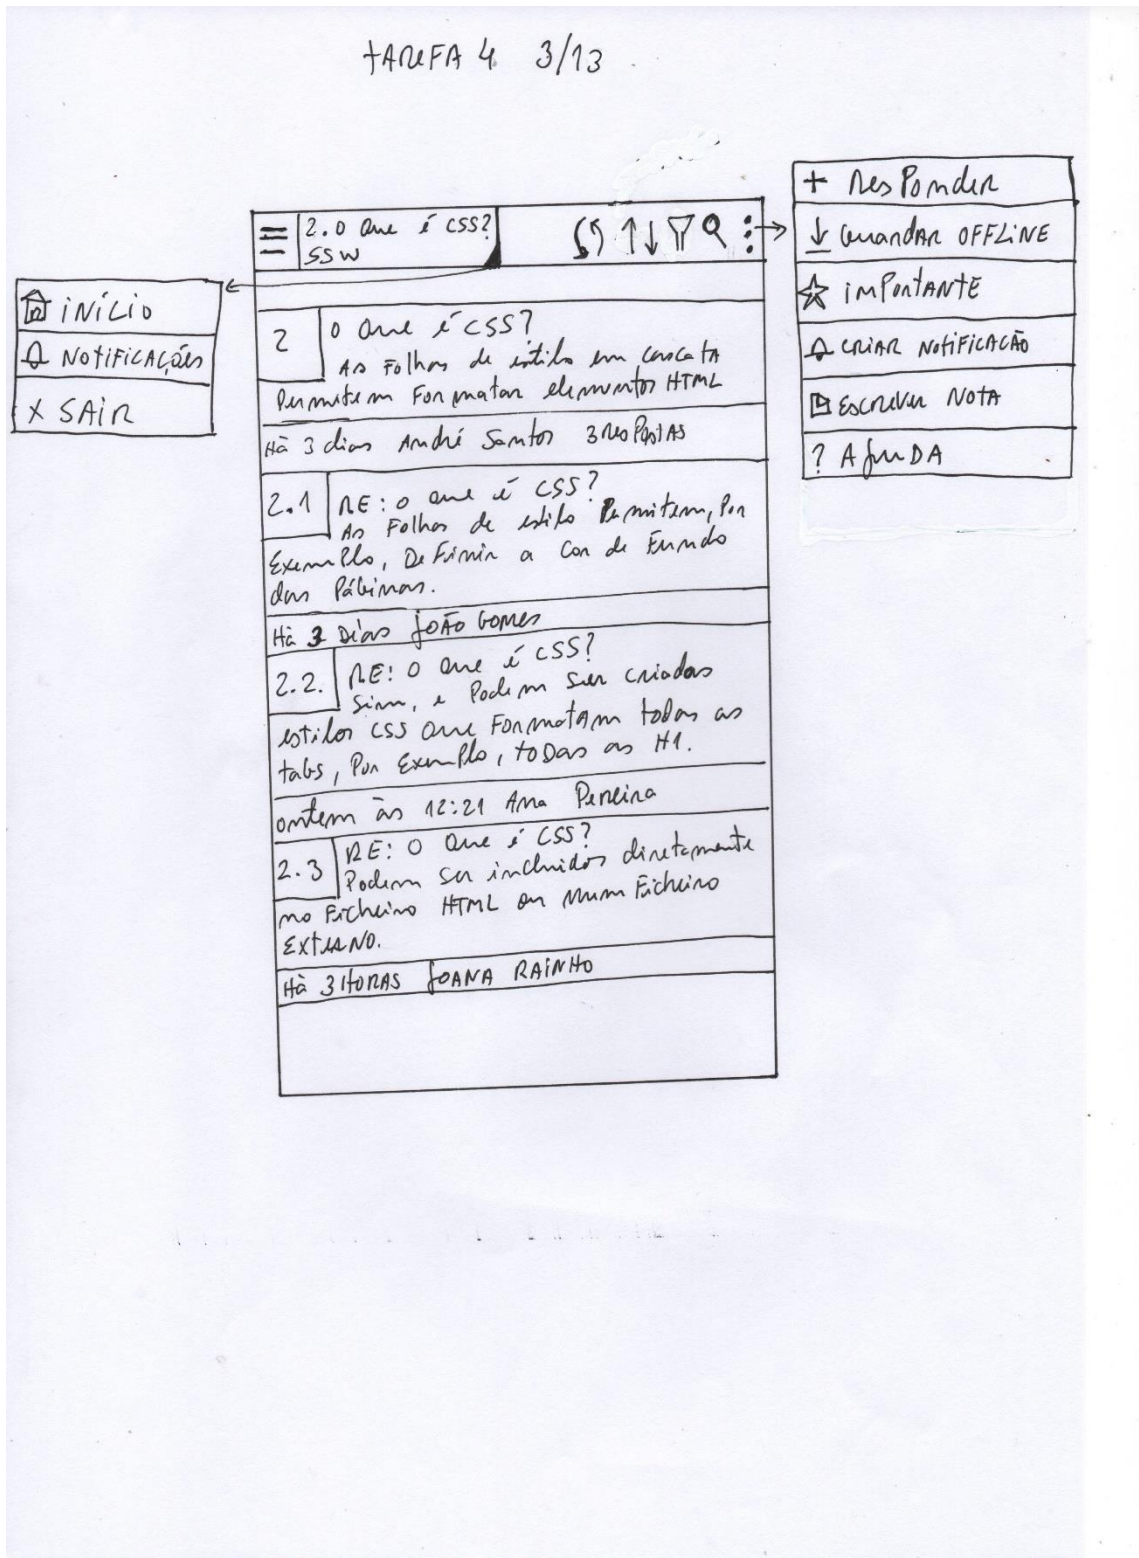 TAREFA 4 3/13
2. O que é CSS?
SSW
INÍCIO
NOTIFICAÇÕES
X SAIR
+ Responder
Guardar OFFLINE
importANTE
CRIAR NOTIFICAÇÃO
Escrever NOTA
? AjuDA
2 O que é CSS?
As Folhas de estilo em cascata
Permitem Formatar elementos HTML
Há 3 dias André Santos 3 resPostAS
2.1 RE: O que é CSS?
As Folhas de estilo Permitem, Por
ExemPlo, DeFinir a Cor de Fundo
das Páginas.
Há 3 Dias João Gomes
2.2. RE: O que é CSS?
Sim, e Podem ser criados
estilos CSS que Formatam todas as
tags, Por ExemPlo, toDas as H1.
ontem às 12:21 Ana Pereira
2.3 RE: O que é CSS?
Podem ser incluidos diretamente
no Ficheiro HTML ou num Ficheiro
EXterNO.
Há 3 HORAS JOANA RAINHO